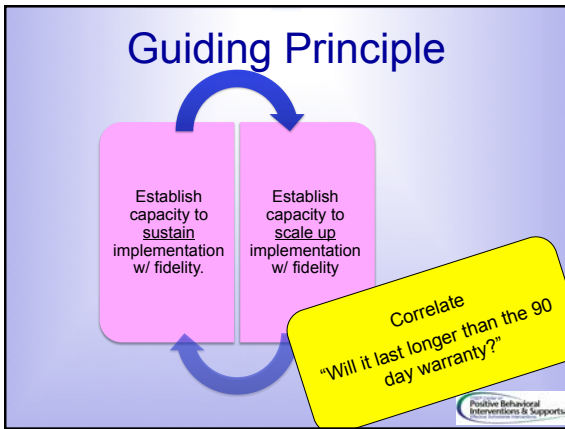 Guiding Principle
Establish
capacity to
sustain
implementation
w/ fidelity.
Establish
capacity to
scale up
implementation
w/ fidelity
Correlate
“Will it last longer than the 90
day warranty?”
Positive Behavioral
Interventions & Supports